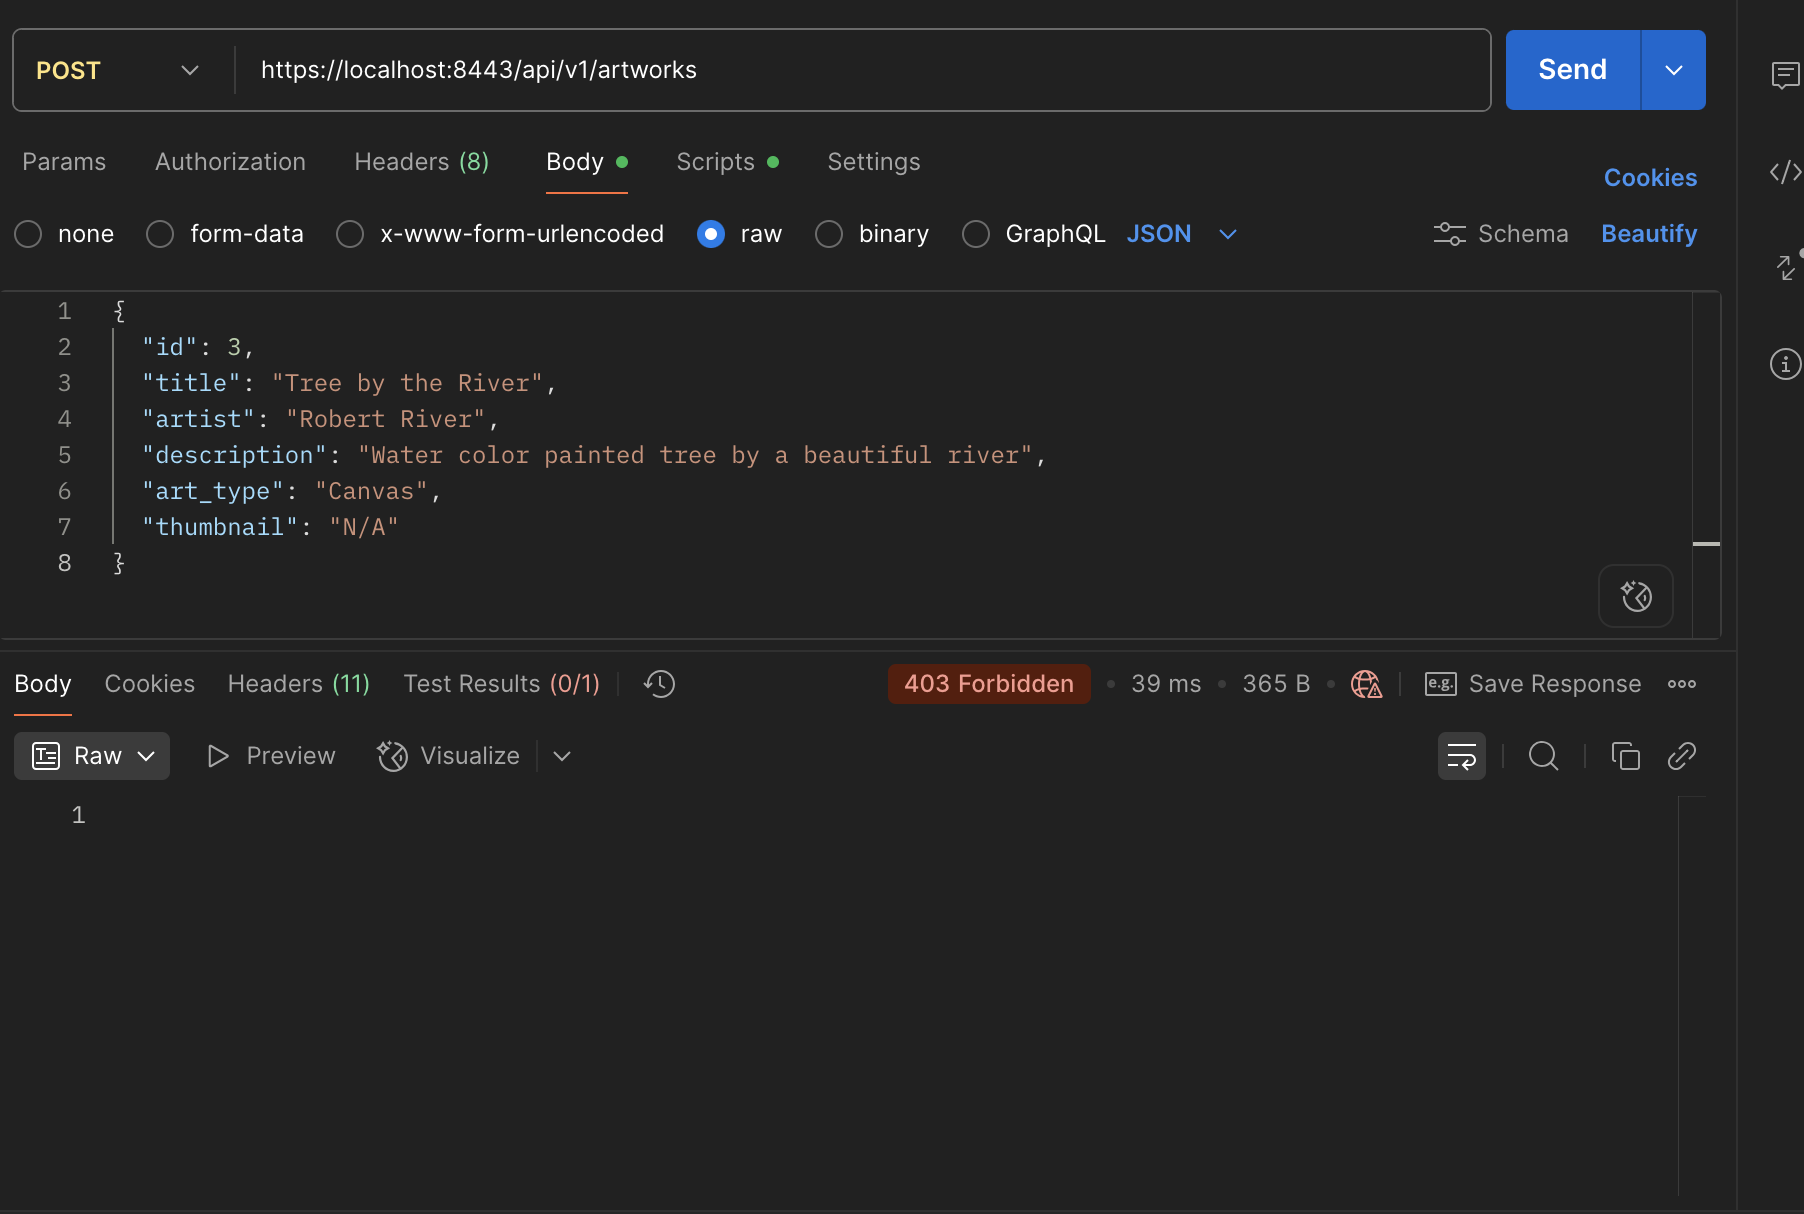 POST https://localhost:8443/api/v1/artworks Send
Params Authorization Headers (8) Body Scripts Settings Cookies
none form-data x-www-form-urlencoded raw binary GraphQL JSON Schema Beautify
1 {
2 "id": 3,
3 "title": "Tree by the River",
4 "artist": "Robert River",
5 "description": "Water color painted tree by a beautiful river",
6 "art_type": "Canvas",
7 "thumbnail": "N/A"
8 }
Body Cookies Headers (11) Test Results (0/1) 403 Forbidden • 39 ms • 365 B • e.g. Save Response
Raw Preview Visualize
1